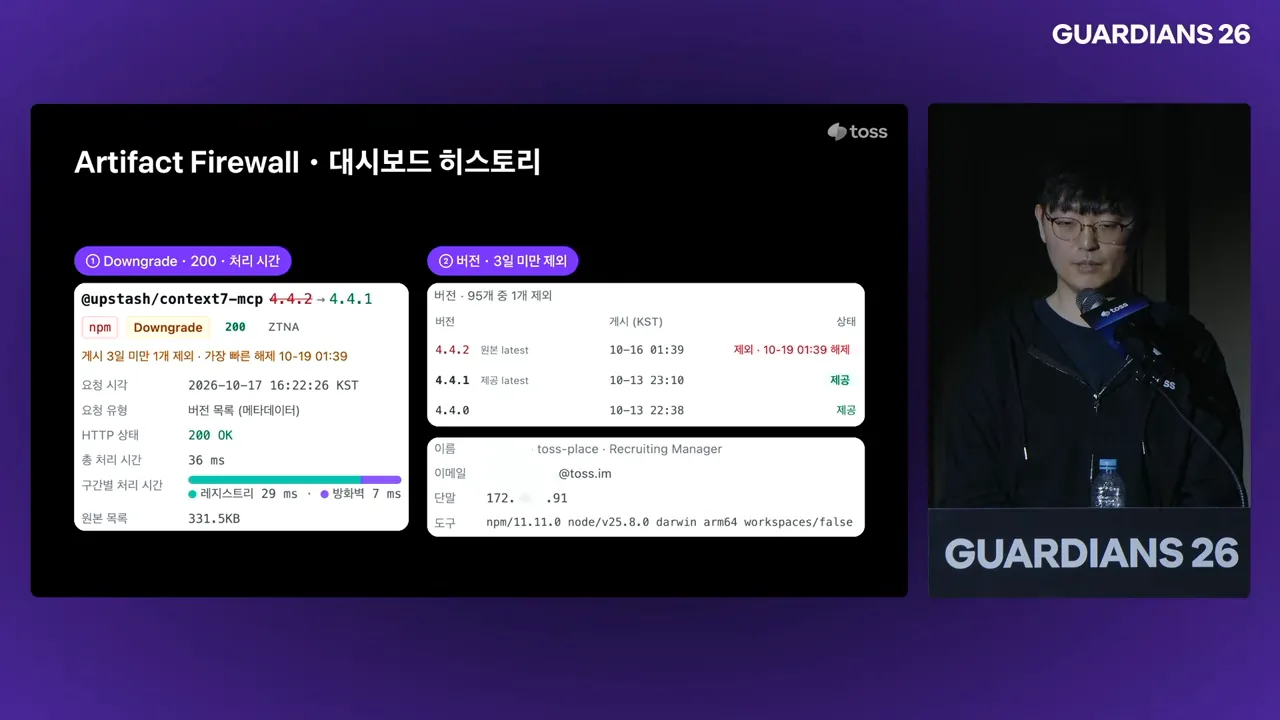 GUARDIANS 26
toss
Artifact Firewall · 대시보드 히스토리
① Downgrade · 200 · 처리 시간
@upstash/context7-mcp 4.4.2 → 4.4.1
npm Downgrade 200 ZTNA
게시 3일 미만 1개 제외 · 가장 빠른 해제 10-19 01:39
요청 시각 2026-10-17 16:22:26 KST
요청 유형 버전 목록 (메타데이터)
HTTP 상태 200 OK
총 처리 시간 36 ms
구간별 처리 시간
레지스트리 29 ms · 방화벽 7 ms
원본 목록 331.5KB
② 버전 · 3일 미만 제외
버전 · 95개 중 1개 제외
버전 게시 (KST) 상태
4.4.2 원본 latest 10-16 01:39 제외 · 10-19 01:39 해제
4.4.1 제공 latest 10-13 23:10 제공
4.4.0 10-13 22:38 제공
이름 toss-place · Recruiting Manager
이메일 @toss.im
단말 172. .91
도구 npm/11.11.0 node/v25.8.0 darwin arm64 workspaces/false
toss
ss
GUARDIANS 26